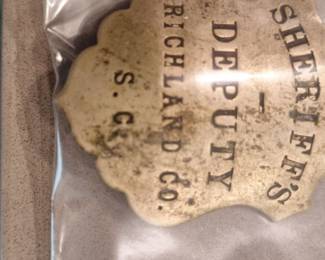 SHERIFF'S
-
DEPUTY
RICHLAND CO.
S. C.